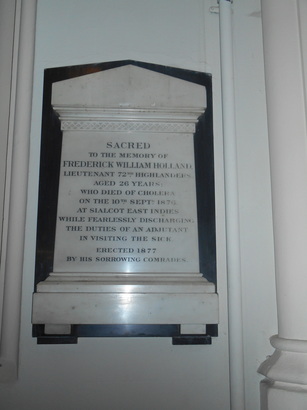 SACRED
TO THE MEMORY OF
FREDERICK WILLIAM HOLLAND,
LIEUTENANT 72ND HIGHLANDERS,
AGED 26 YEARS,
WHO DIED OF CHOLERA
ON THE 10TH SEPTR 1876,
AT SIALCOT EAST INDIES
WHILE FEARLESSLY DISCHARGING
THE DUTIES OF AN ADJUTANT
IN VISITING THE SICK
ERECTED 1877
BY HIS SORROWING COMRADES.